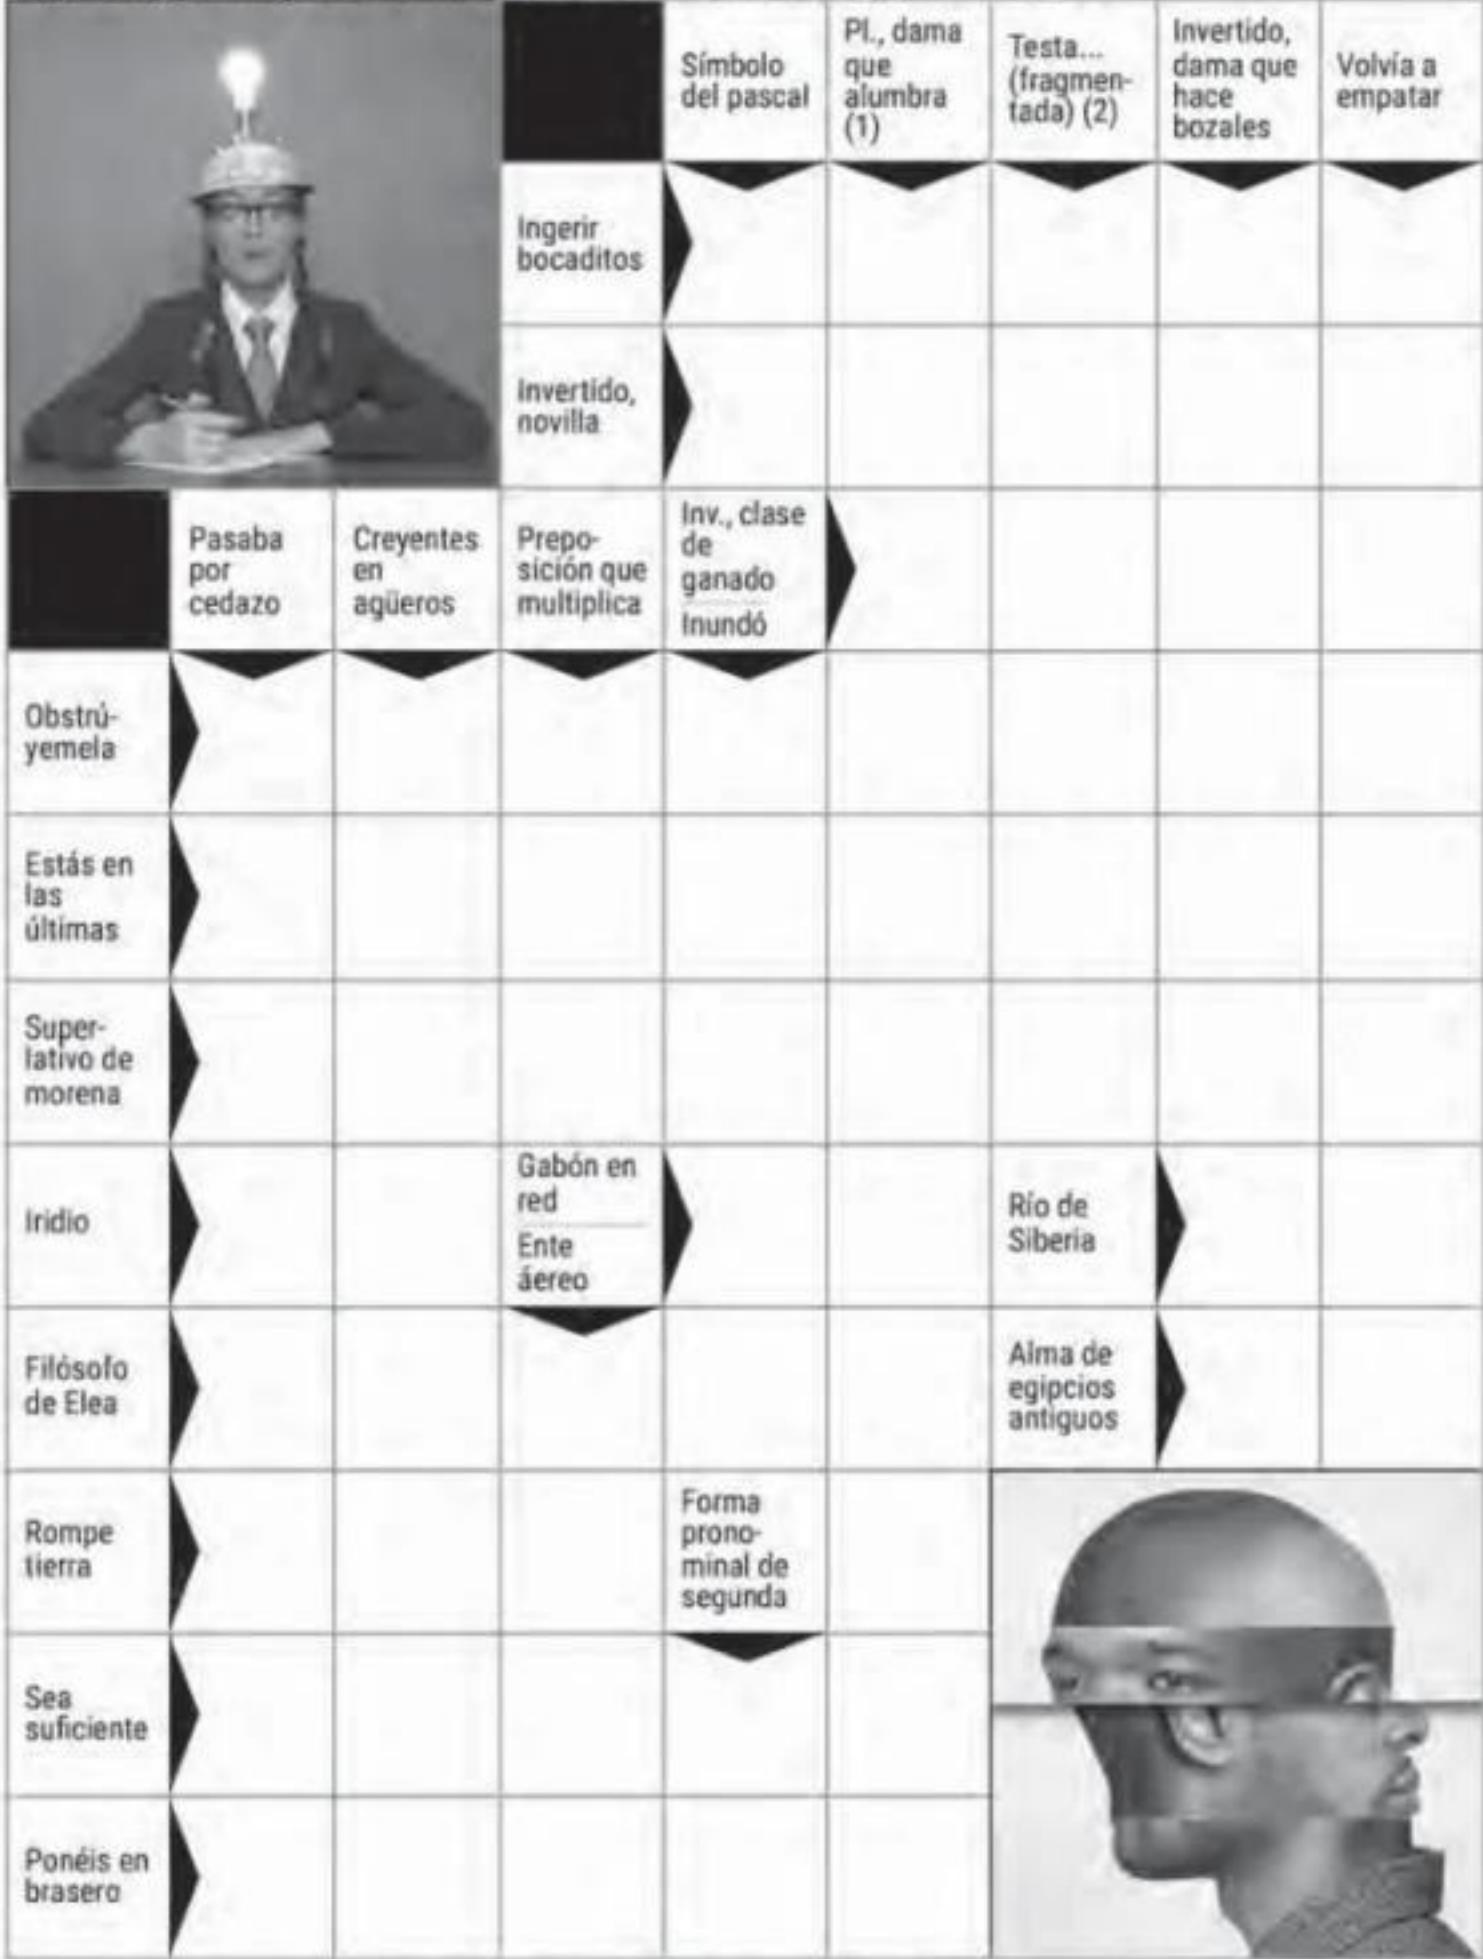 Símbolo
del pascal
Pl., dama
que
alumbra
(1)
Testa...
(fragmen-
tada) (2)
Invertido,
dama que
hace
bozales
Volvía a
empatar
Ingerir
bocaditos
Invertido,
novilla
Pasaba
por
cedazo
Creyentes
en
agüeros
Prepo-
sición que
multiplica
Inv., clase
de
ganado
Inundó
Obstrú-
yemela
Estás en
las
últimas
Super-
lativo de
morena
Iridio
Gabón en
red
Ente
áereo
Río de
Siberia
Filósofo
de Elea
Alma de
egipcios
antiguos
Rompe
tierra
Forma
prono-
minal de
segunda
Sea
suficiente
Ponéis en
brasero